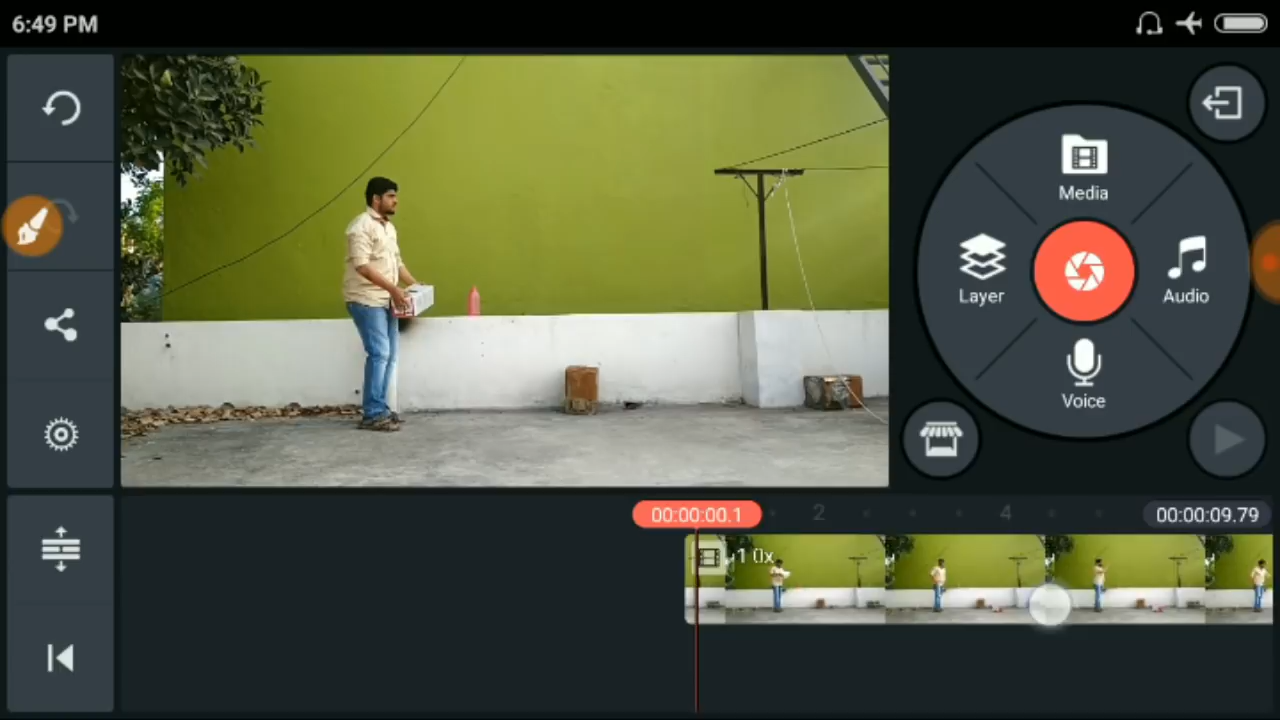 6:49 PM
Media
Layer
Audio
Voice
00:00:00.1
2
4
00:00:09.79
1.0x